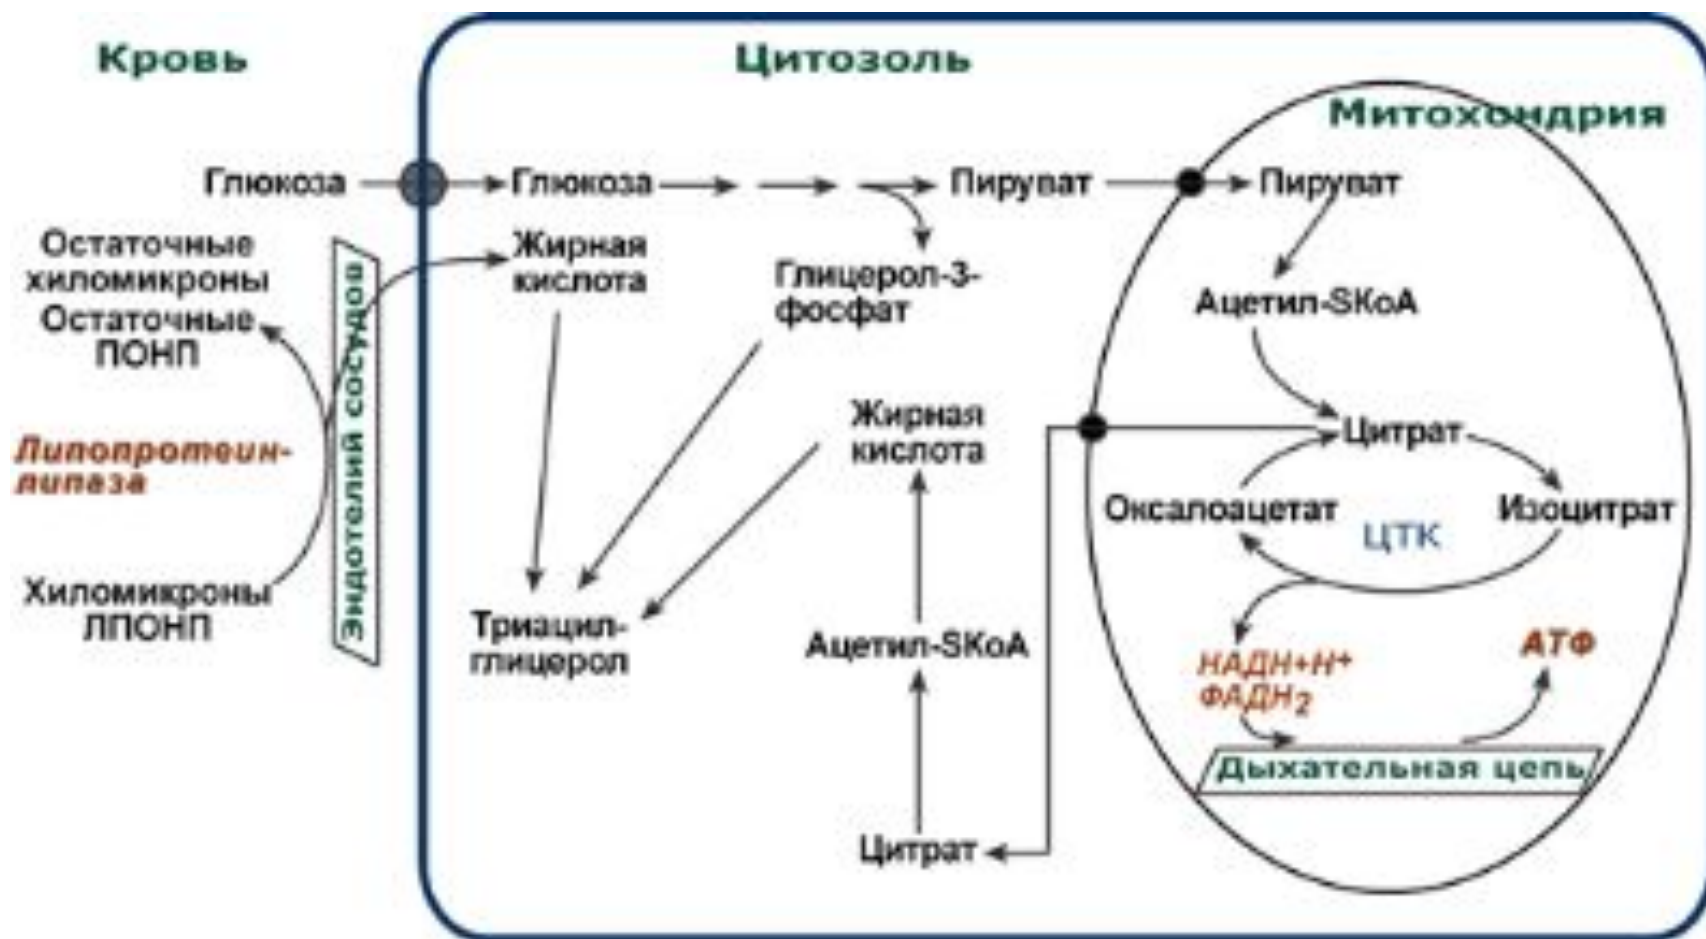 Кровь
Цитозоль
Митохондрия
Глюкоза
Глюкоза
Пируват
Пируват
Остаточные
хиломикроны
Остаточные
ПОНП
Жирная
кислота
Глицерол-3-
фосфат
Ацетил-SКоА
Липопротеин-
липаза
Эндотелий сосудов
Жирная
кислота
Цитрат
Оксалоацетат
ЦТК
Изоцитрат
Хиломикроны
ЛПОНП
Триацил-
глицерол
Ацетил-SКоА
НАДН+Н+
ФАДН2
АТФ
Дыхательная цепь
Цитрат